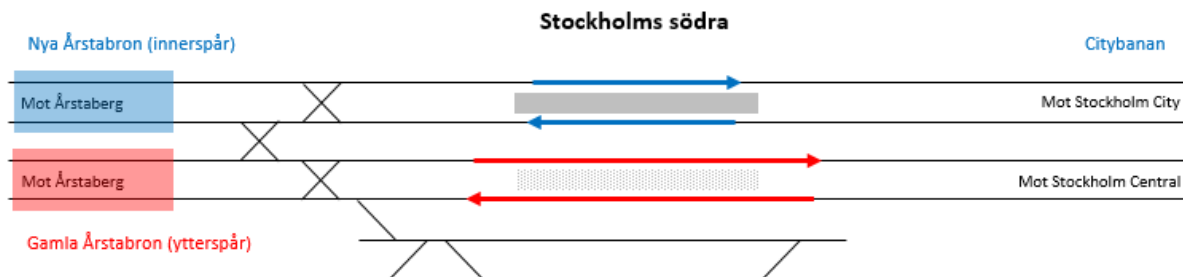 Stockholms södra
Nya Årstabron (innerspår)
Citybanan
Mot Årstaberg
Mot Stockholm City
Mot Årstaberg
Mot Stockholm Central
Gamla Årstabron (ytterspår)